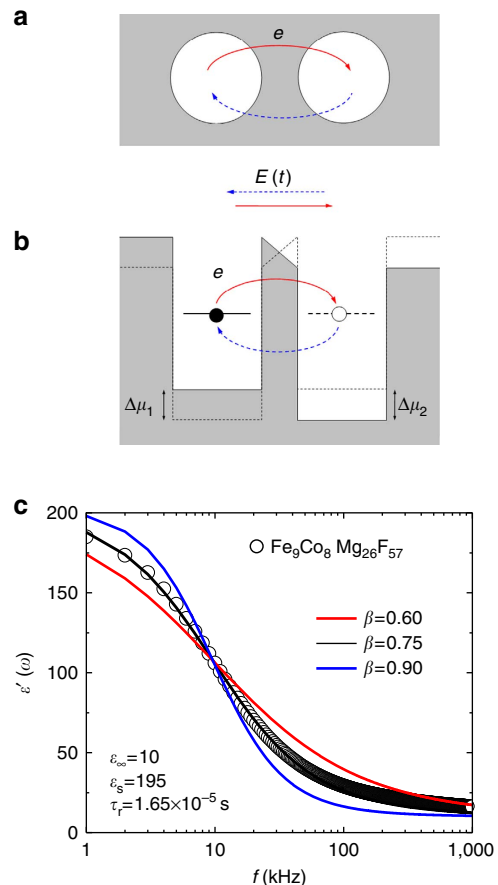 a
e
E (t)
b
e
Δμ₁
Δμ₂
c
200
150
100
50
0
ε′ (ω)
○ Fe₉Co₈ Mg₂₆F₅₇
β=0.60
β=0.75
β=0.90
ε∞=10
εₛ=195
τᵣ=1.65×10⁻⁵ s
1 10 100 1,000
f (kHz)